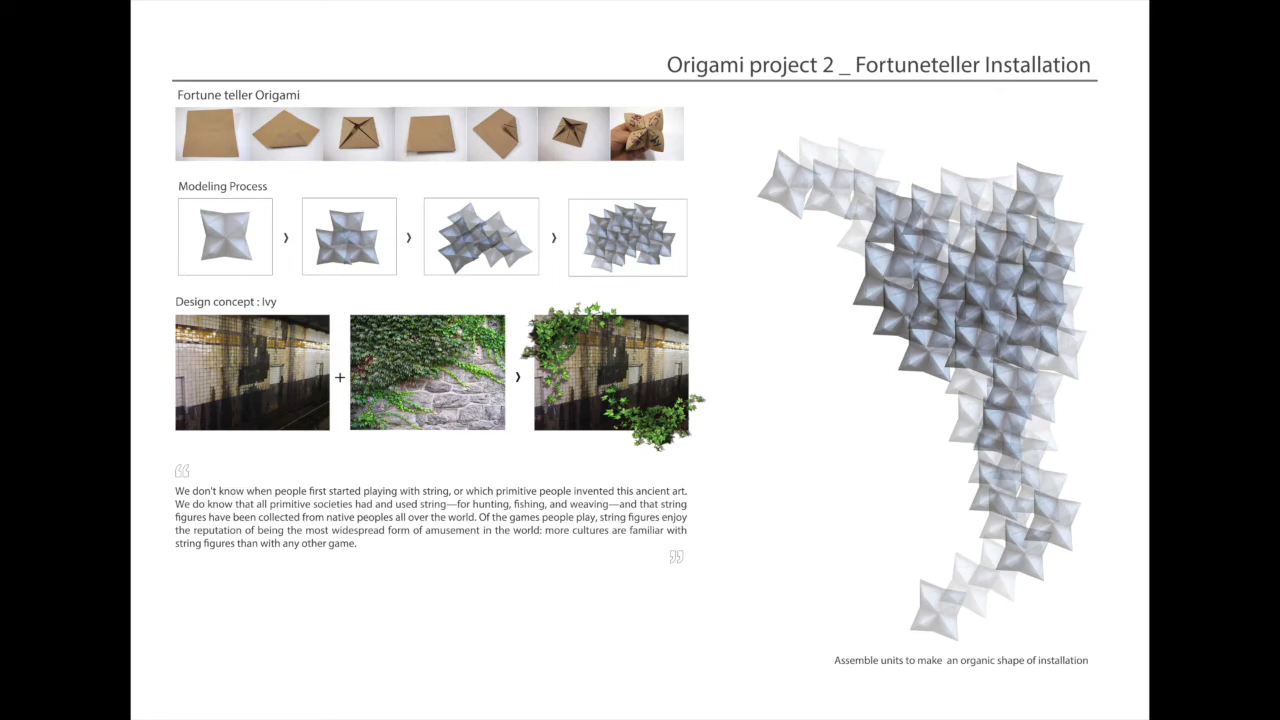 Origami project 2 _ Fortuneteller Installation
Fortune teller Origami
Modeling Process
Design concept : Ivy
“
We don't know when people first started playing with string, or which primitive people invented this ancient art.
We do know that all primitive societies had and used string—for hunting, fishing, and weaving—and that string
figures have been collected from native peoples all over the world. Of the games people play, string figures enjoy
the reputation of being the most widespread form of amusement in the world: more cultures are familiar with
string figures than with any other game.
”
Assemble units to make an organic shape of installation